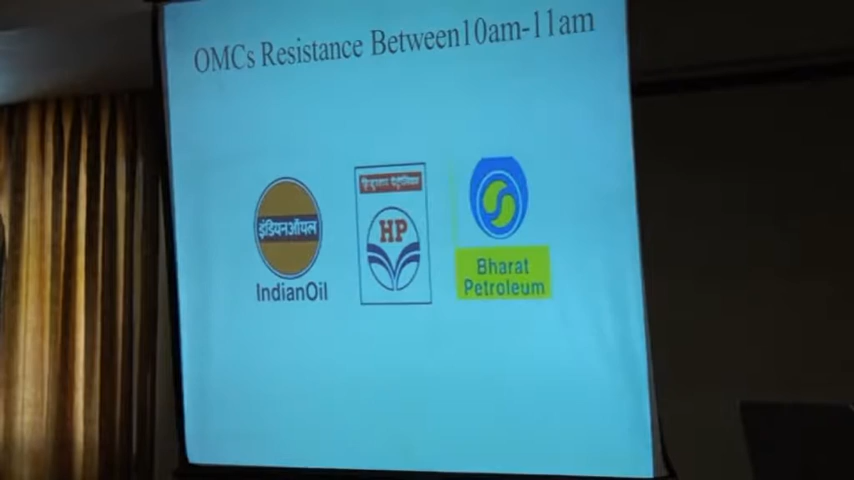 OMCs Resistance Between10am-11am
इंडियनऑयल
IndianOil
हिन्दुस्तान पेट्रोलियम
HP
Bharat
Petroleum